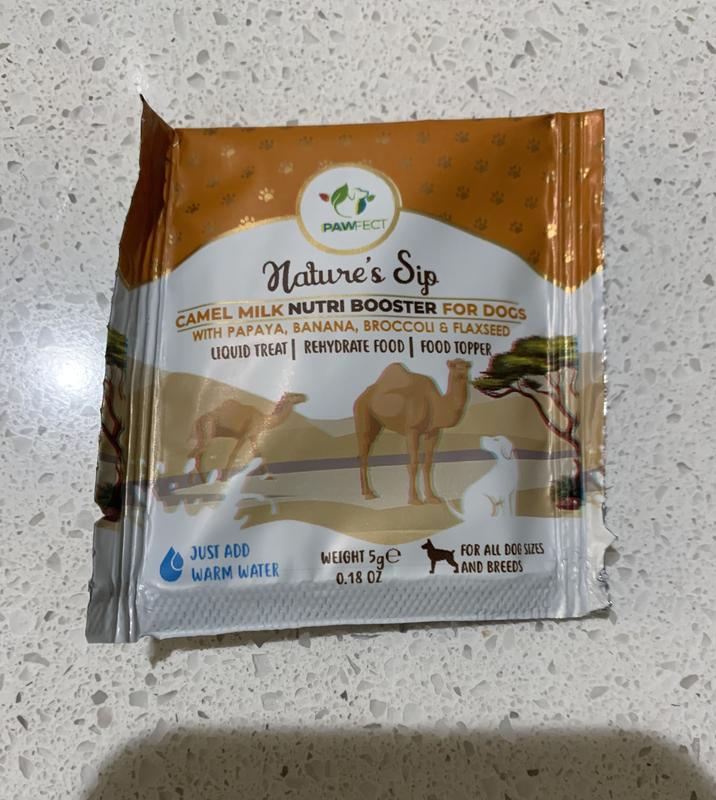 PAWFECT
Nature's Sip
CAMEL MILK NUTRI BOOSTER FOR DOGS
WITH PAPAYA, BANANA, BROCCOLI & FLAXSEED
LIQUID TREAT | REHYDRATE FOOD | FOOD TOPPER
JUST ADD
WARM WATER
WEIGHT 5g℮
0.18 OZ
FOR ALL DOG SIZES
AND BREEDS